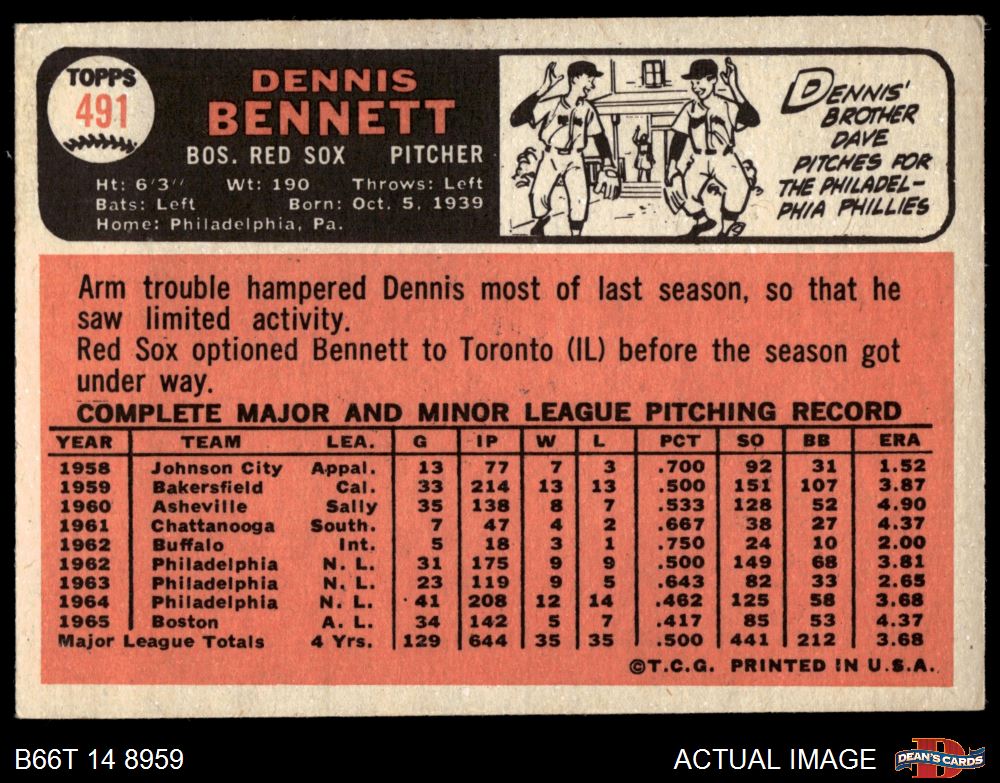 TOPPS
491
DENNIS
BENNETT
BOS. RED SOX PITCHER
Ht: 6'3" Wt: 190 Throws: Left
Bats: Left Born: Oct. 5, 1939
Home: Philadelphia, Pa.
DENNIS'
BROTHER
DAVE
PITCHES FOR
THE PHILADEL-
PHIA PHILLIES
Arm trouble hampered Dennis most of last season, so that he
saw limited activity.
Red Sox optioned Bennett to Toronto (IL) before the season got
under way.
COMPLETE MAJOR AND MINOR LEAGUE PITCHING RECORD
YEAR TEAM LEA. G IP W L PCT SO BB ERA
1958 Johnson City Appal. 13 77 7 3 .700 92 31 1.52
1959 Bakersfield Cal. 33 214 13 13 .500 151 107 3.87
1960 Asheville Sally 35 138 8 7 .533 128 52 4.90
1961 Chattanooga South. 7 47 4 2 .667 38 27 4.37
1962 Buffalo Int. 5 18 3 1 .750 24 10 2.00
1962 Philadelphia N. L. 31 175 9 9 .500 149 68 3.81
1963 Philadelphia N. L. 23 119 9 5 .643 82 33 2.65
1964 Philadelphia N. L. 41 208 12 14 .462 125 58 3.68
1965 Boston A. L. 34 142 5 7 .417 85 53 4.37
Major League Totals 4 Yrs. 129 644 35 35 .500 441 212 3.68
©T.C.G. PRINTED IN U.S.A.
B66T 14 8959
ACTUAL IMAGE
DEAN'S CARDS